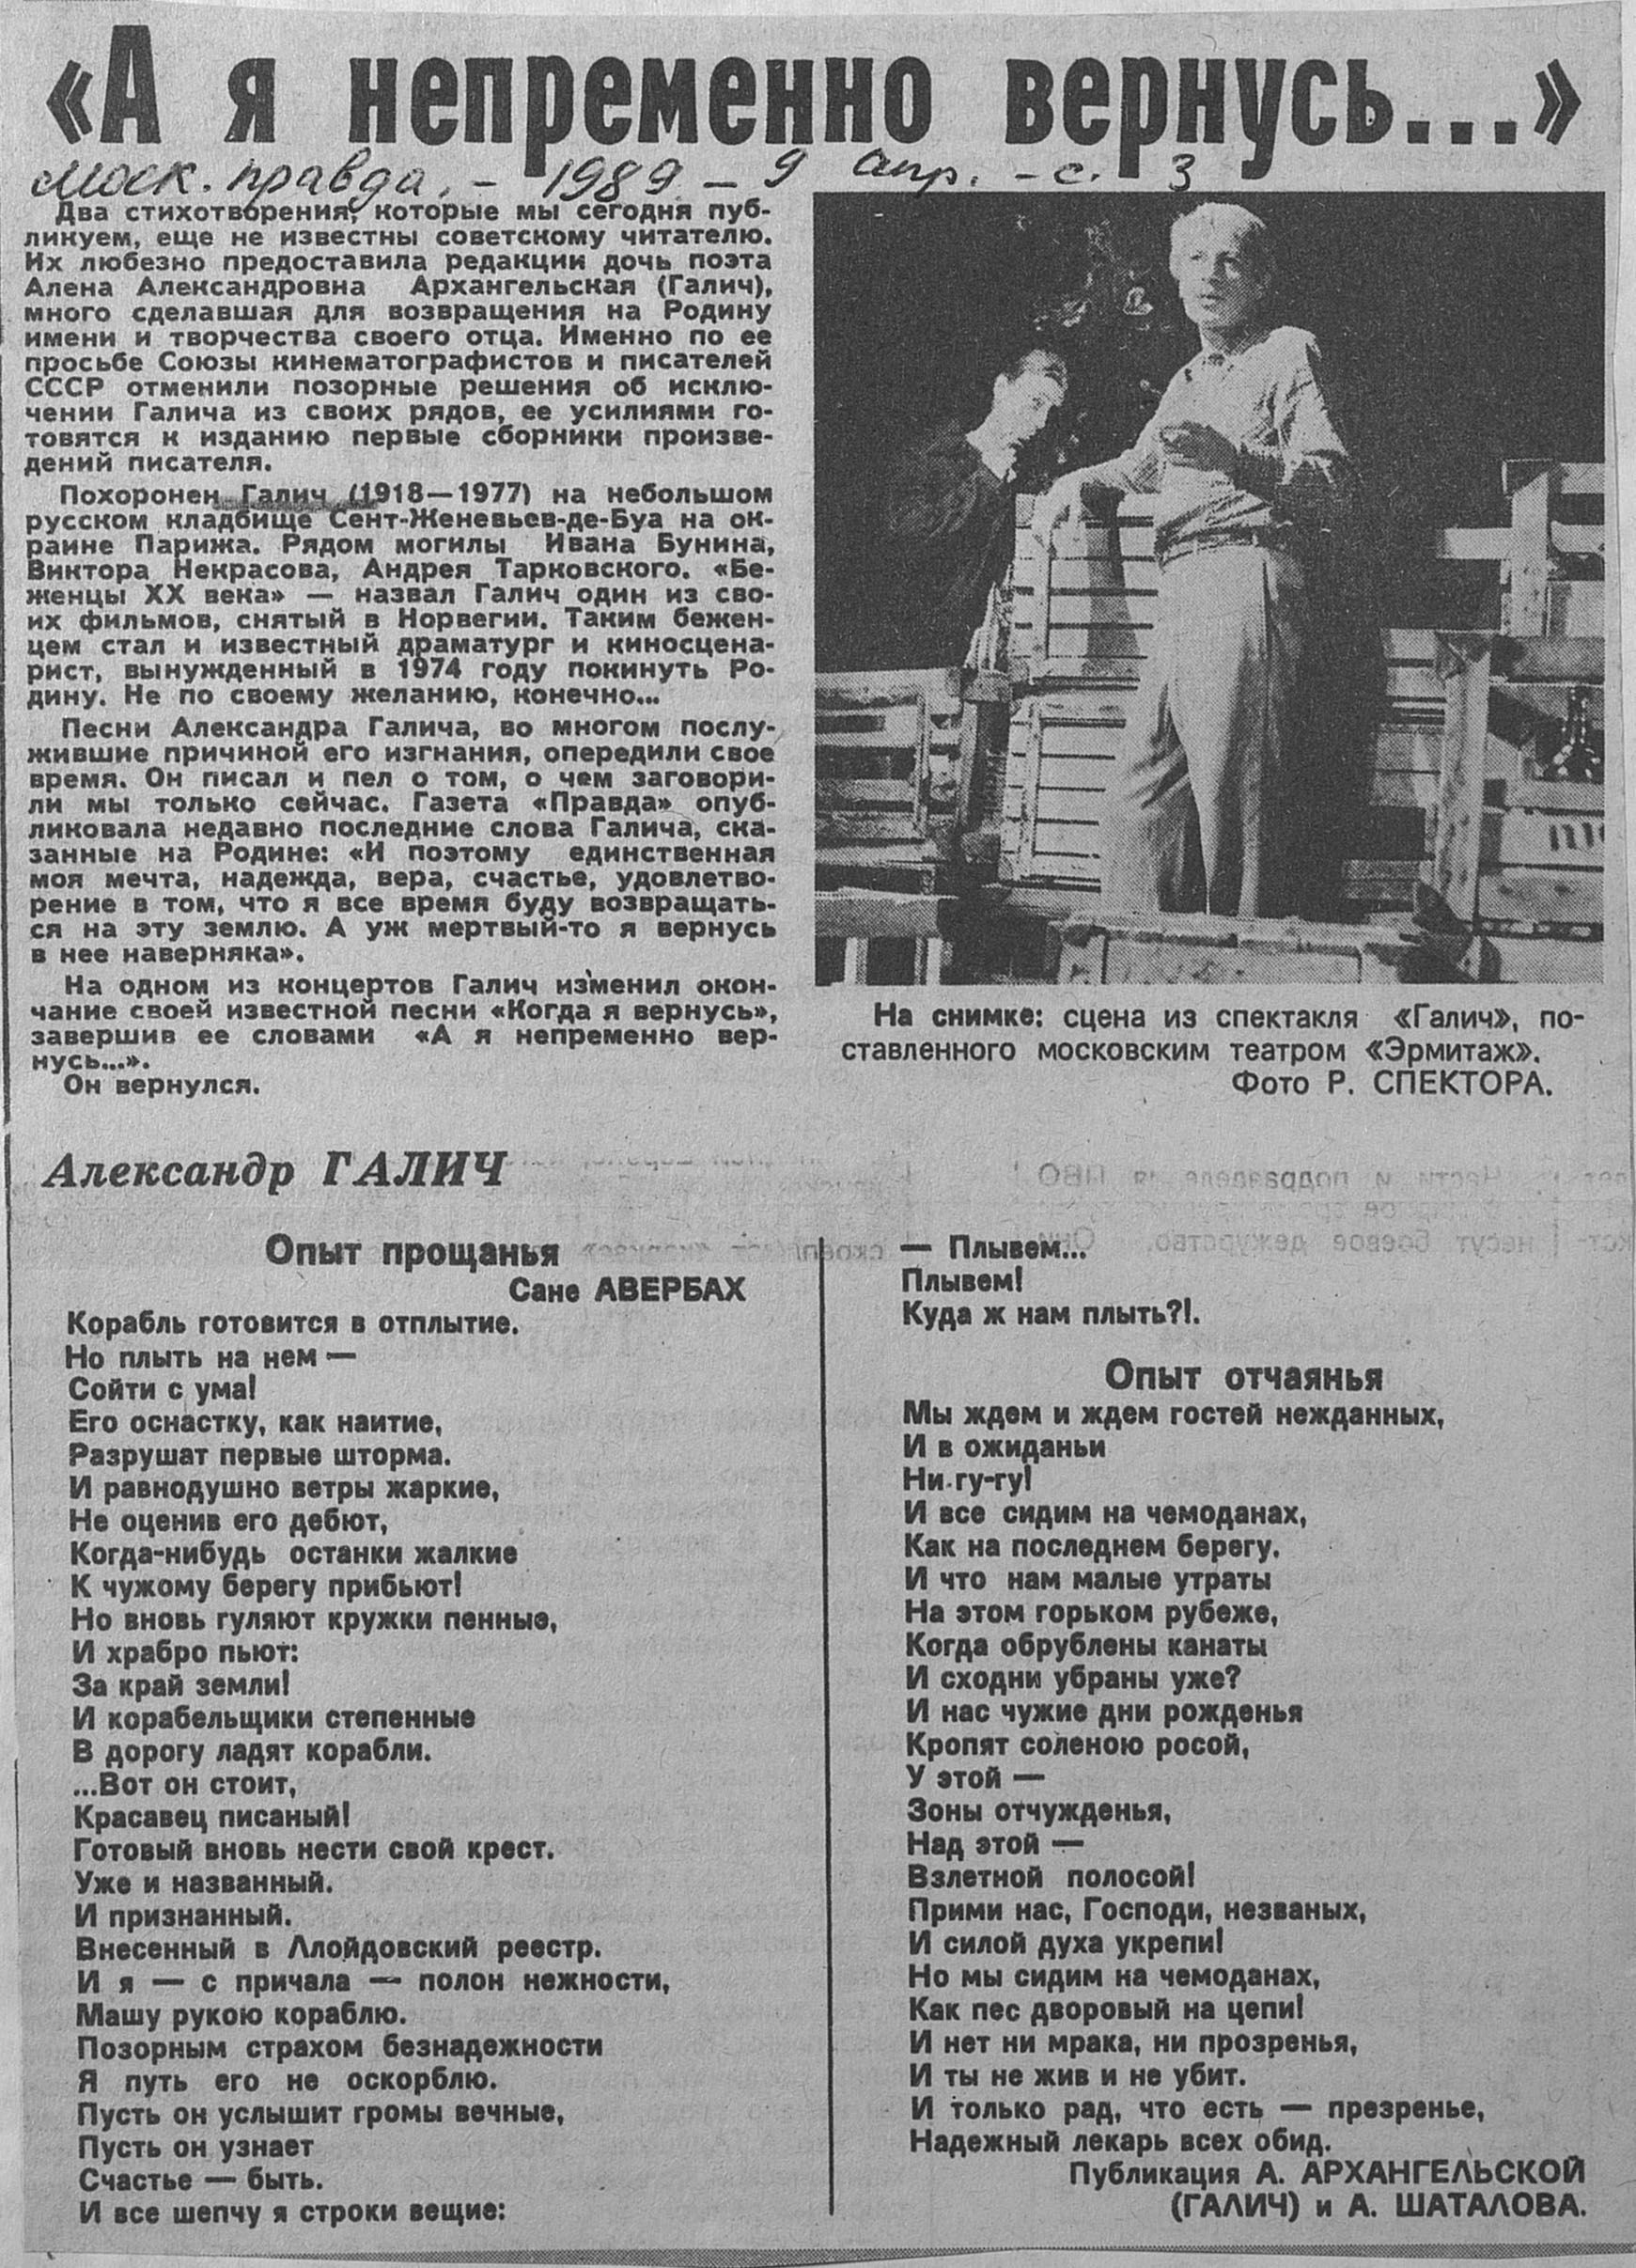 «А я непременно вернусь...»
Моск. правда. – 1989 – 9 апр. – с. 3
Два стихотворения, которые мы сегодня пуб-
ликуем, еще не известны советскому читателю.
Их любезно предоставила редакции дочь поэта
Алена Александровна Архангельская (Галич),
много сделавшая для возвращения на Родину
имени и творчества своего отца. Именно по ее
просьбе Союзы кинематографистов и писателей
СССР отменили позорные решения об исклю-
чении Галича из своих рядов, ее усилиями го-
товятся к изданию первые сборники произве-
дений писателя.
Похоронен Галич (1918—1977) на небольшом
русском кладбище Сент-Женевьев-де-Буа на ок-
раине Парижа. Рядом могилы Ивана Бунина,
Виктора Некрасова, Андрея Тарковского. «Бе-
женцы XX века» — назвал Галич один из сво-
их фильмов, снятый в Норвегии. Таким бежен-
цем стал и известный драматург и киносцена-
рист, вынужденный в 1974 году покинуть Ро-
дину. Не по своему желанию, конечно...
Песни Александра Галича, во многом послу-
жившие причиной его изгнания, опередили свое
время. Он писал и пел о том, о чем заговори-
ли мы только сейчас. Газета «Правда» опуб-
ликовала недавно последние слова Галича, ска-
занные на Родине: «И поэтому единственная
моя мечта, надежда, вера, счастье, удовлетво-
рение в том, что я все время буду возвращать-
ся на эту землю. А уж мертвый-то я вернусь
в нее наверняка».
На одном из концертов Галич изменил окон-
чание своей известной песни «Когда я вернусь»,
завершив ее словами «А я непременно вер-
нусь...».
Он вернулся.
На снимке: сцена из спектакля «Галич», по-
ставленного московским театром «Эрмитаж».
Фото Р. СПЕКТОРА.
Александр ГАЛИЧ
Опыт прощанья
Сане АВЕРБАХ
Корабль готовится в отплытие.
Но плыть на нем —
Сойти с ума!
Его оснастку, как наитие,
Разрушат первые шторма.
И равнодушно ветры жаркие,
Не оценив его дебют,
Когда-нибудь останки жалкие
К чужому берегу прибьют!
Но вновь гуляют кружки пенные,
И храбро пьют:
За край земли!
И корабельщики степенные
В дорогу ладят корабли.
...Вот он стоит,
Красавец писаный!
Готовый вновь нести свой крест.
Уже и названный.
И признанный.
Внесенный в Ллойдовский реестр.
И я — с причала — полон нежности,
Машу рукою кораблю.
Позорным страхом безнадежности
Я путь его не оскорблю.
Пусть он услышит громы вечные,
Пусть он узнает
Счастье — быть.
И все шепчу я строки вещие:
— Плывем...
Плывем!
Куда ж нам плыть?!.
Опыт отчаянья
Мы ждем и ждем гостей нежданных,
И в ожиданьи
Ни гу-гу!
И все сидим на чемоданах,
Как на последнем берегу.
И что нам малые утраты
На этом горьком рубеже,
Когда обрублены канаты
И сходни убраны уже?
И нас чужие дни рожденья
Кропят соленою росой,
У этой —
Зоны отчужденья,
Над этой —
Взлетной полосой!
Прими нас, Господи, незваных,
И силой духа укрепи!
Но мы сидим на чемоданах,
Как пес дворовый на цепи!
И нет ни мрака, ни прозренья,
И ты не жив и не убит.
И только рад, что есть — презренье,
Надежный лекарь всех обид.
Публикация А. АРХАНГЕЛЬСКОЙ
(ГАЛИЧ) и А. ШАТАЛОВА.